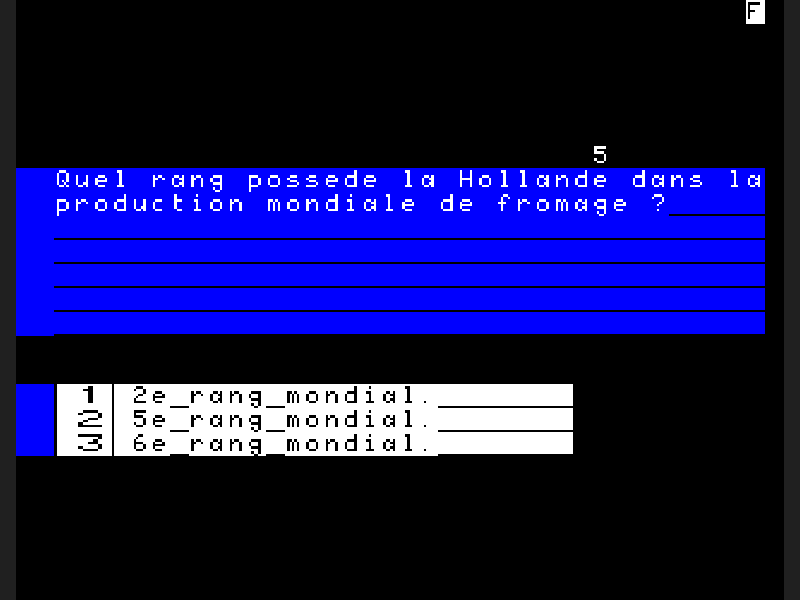 F
5
Quel rang possede la Hollande dans la
production mondiale de fromage ?
1 2e_rang_mondial.
2 5e_rang_mondial.
3 6e_rang_mondial.